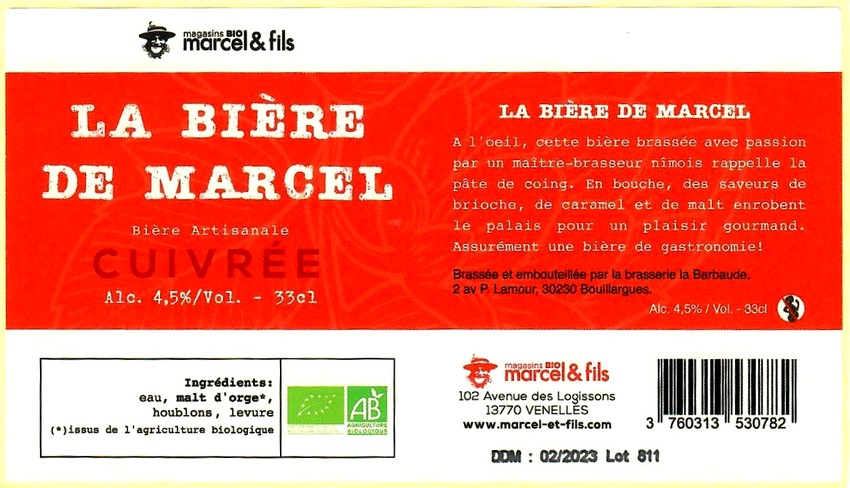 magasins BIO
marcel & fils
LA BIÈRE
DE MARCEL
Bière Artisanale
CUIVRÉE
Alc. 4,5%/Vol. - 33cl
LA BIÈRE DE MARCEL
A l'oeil, cette bière brassée avec passion
par un maître-brasseur nîmois rappelle la
pâte de coing. En bouche, des saveurs de
brioche, de caramel et de malt enrobent
le palais pour un plaisir gourmand.
Assurément une bière de gastronomie!
Brassée et embouteillée par la brasserie la Barbaude,
2 av P. Lamour, 30230 Bouillargues.
Alc. 4,5% / Vol. - 33cl
Ingrédients:
eau, malt d'orge*,
houblons, levure
(*)issus de l'agriculture biologique
AB
AGRICULTURE
BIOLOGIQUE
magasins BIO
marcel & fils
102 Avenue des Logissons
13770 VENELLES
www.marcel-et-fils.com
3 760313 530782
DDM : 02/2023 Lot 811